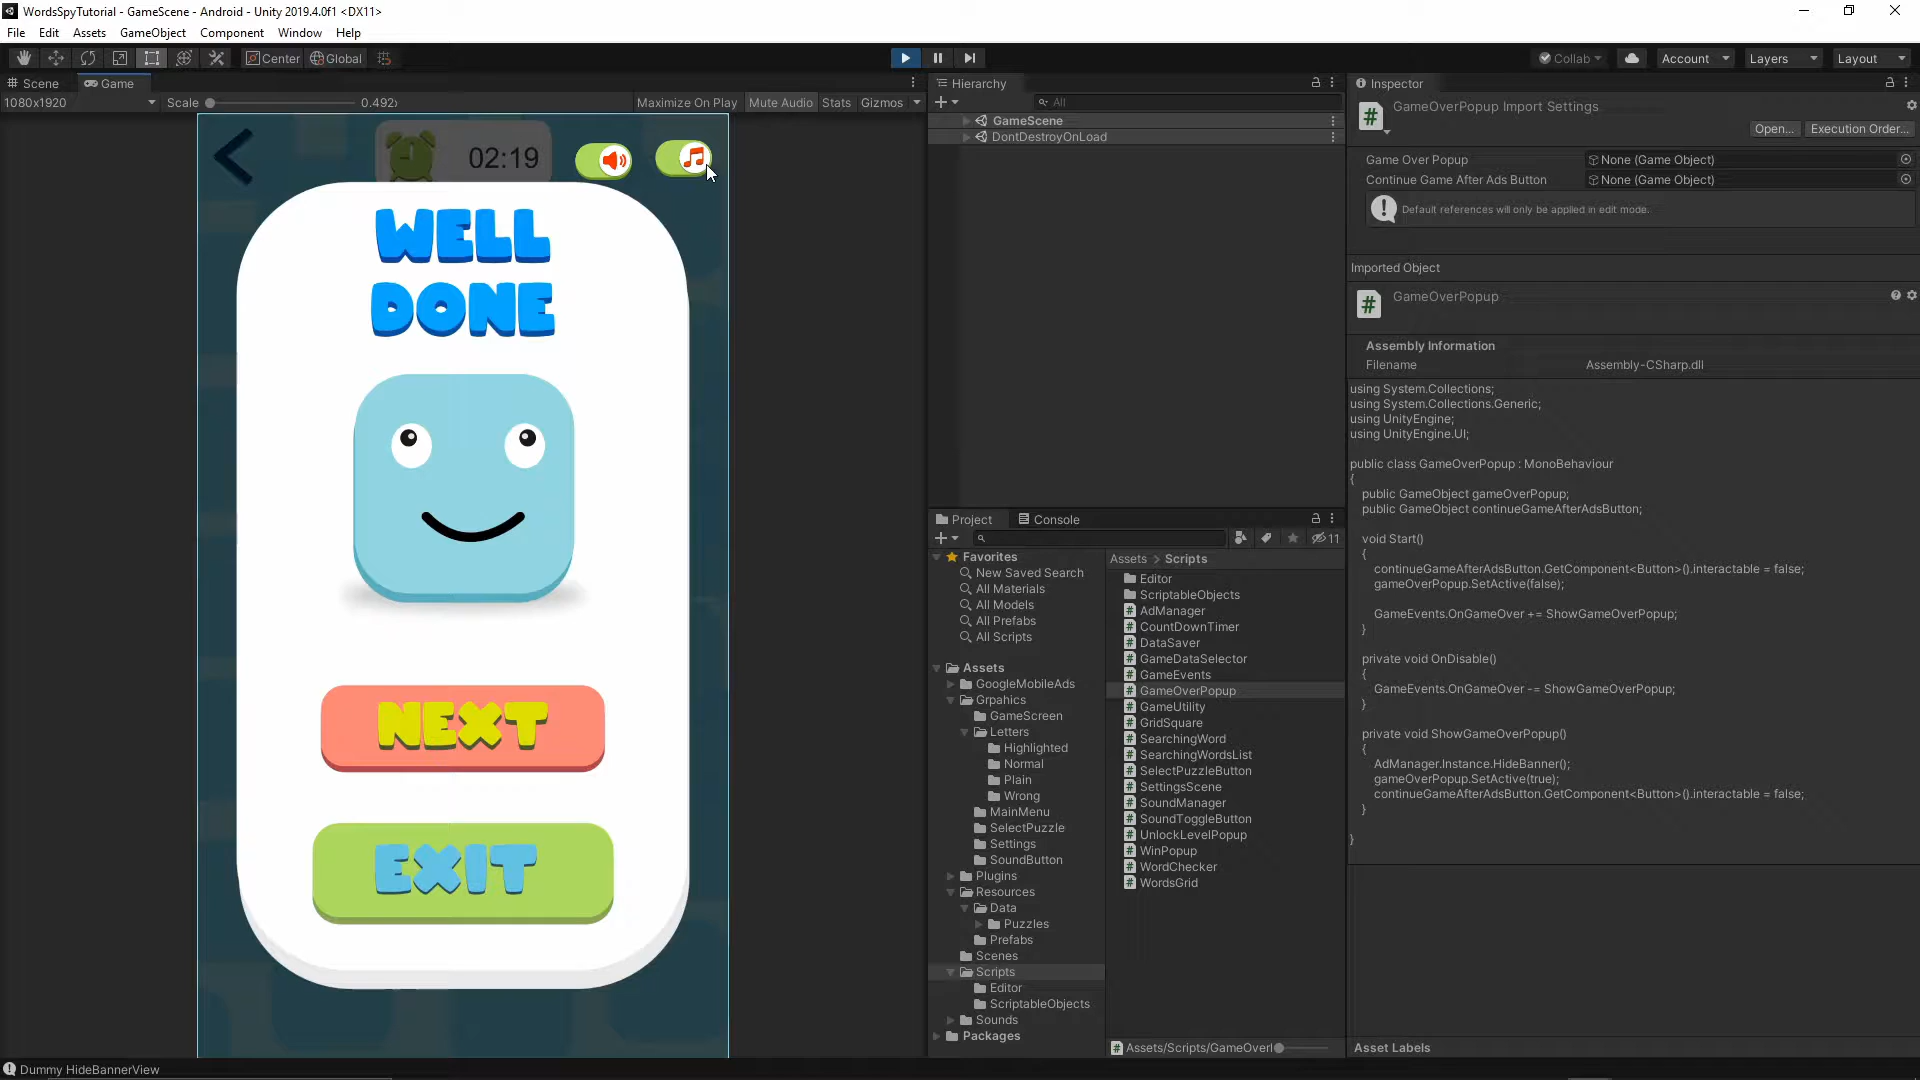 WordsSpyTutorial - GameScene - Android - Unity 2019.4.0f1 <DX11>
File Edit Assets GameObject Component Window Help
Center Global Collab Account Layers Layout
Scene Game
1080x1920 Scale 0.492x Maximize On Play Mute Audio Stats Gizmos
02:19
WELL
DONE
NEXT
EXIT
Hierarchy
All
GameScene
DontDestroyOnLoad
Project Console
11
Favorites
New Saved Search
All Materials
All Models
All Prefabs
All Scripts
Assets
GoogleMobileAds
Grpahics
GameScreen
Letters
Highlighted
Normal
Plain
Wrong
MainMenu
SelectPuzzle
Settings
SoundButton
Plugins
Resources
Data
Puzzles
Prefabs
Scenes
Scripts
Editor
ScriptableObjects
Sounds
Packages
Assets > Scripts
Editor
ScriptableObjects
AdManager
CountDownTimer
DataSaver
GameDataSelector
GameEvents
GameOverPopup
GameUtility
GridSquare
SearchingWord
SearchingWordsList
SelectPuzzleButton
SettingsScene
SoundManager
SoundToggleButton
UnlockLevelPopup
WinPopup
WordChecker
WordsGrid
Assets/Scripts/GameOverl
Inspector
GameOverPopup Import Settings
Open... Execution Order...
Game Over Popup None (Game Object)
Continue Game After Ads Button None (Game Object)
Default references will only be applied in edit mode.
Imported Object
GameOverPopup
Assembly Information
Filename Assembly-CSharp.dll
using System.Collections;
using System.Collections.Generic;
using UnityEngine;
using UnityEngine.UI;
public class GameOverPopup : MonoBehaviour
{
public GameObject gameOverPopup;
public GameObject continueGameAfterAdsButton;
void Start()
{
continueGameAfterAdsButton.GetComponent<Button>().interactable = false;
gameOverPopup.SetActive(false);
GameEvents.OnGameOver += ShowGameOverPopup;
}
private void OnDisable()
{
GameEvents.OnGameOver -= ShowGameOverPopup;
}
private void ShowGameOverPopup()
{
AdManager.Instance.HideBanner();
gameOverPopup.SetActive(true);
continueGameAfterAdsButton.GetComponent<Button>().interactable = false;
}
}
Asset Labels
Dummy HideBannerView